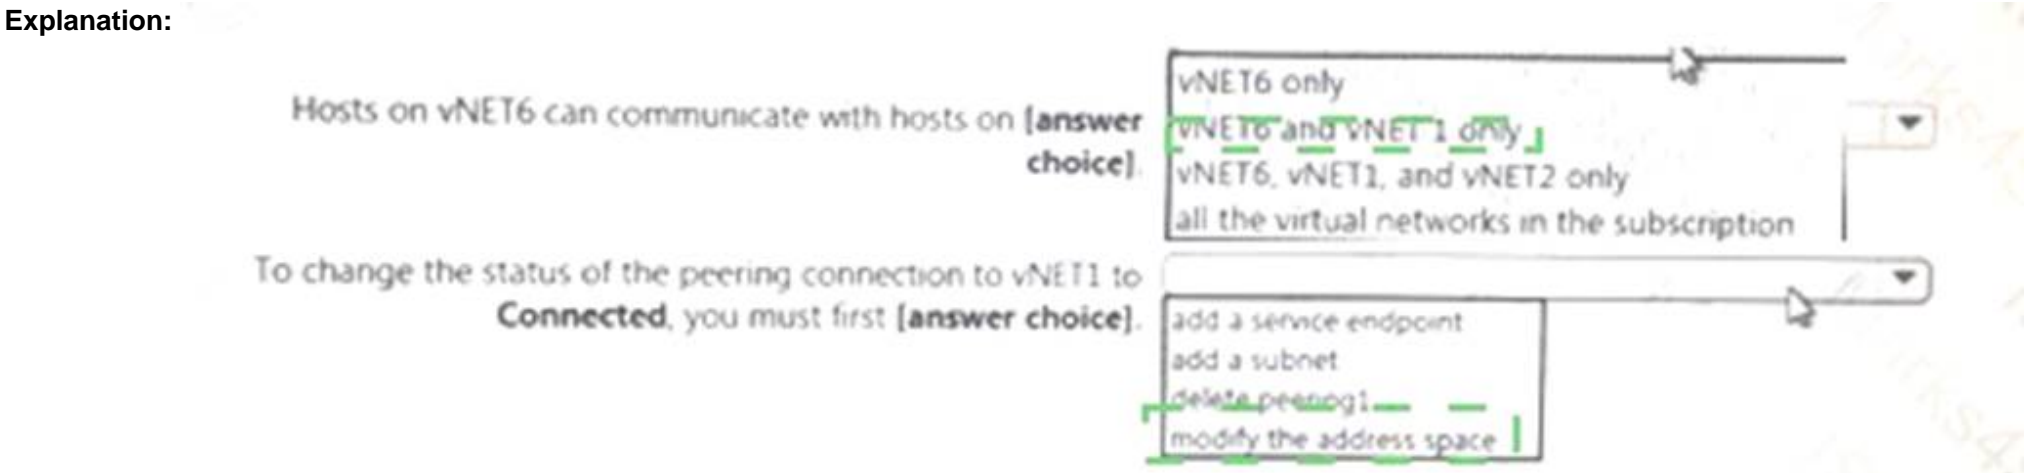 Explanation:
vNET6 only
Hosts on vNET6 can communicate with hosts on [answer
choice].
vNET6 and vNET 1 only
vNET6, vNET1, and vNET2 only
all the virtual networks in the subscription
To change the status of the peering connection to vNET1 to
Connected, you must first [answer choice].
add a service endpoint
add a subnet
delete peering1
modify the address space